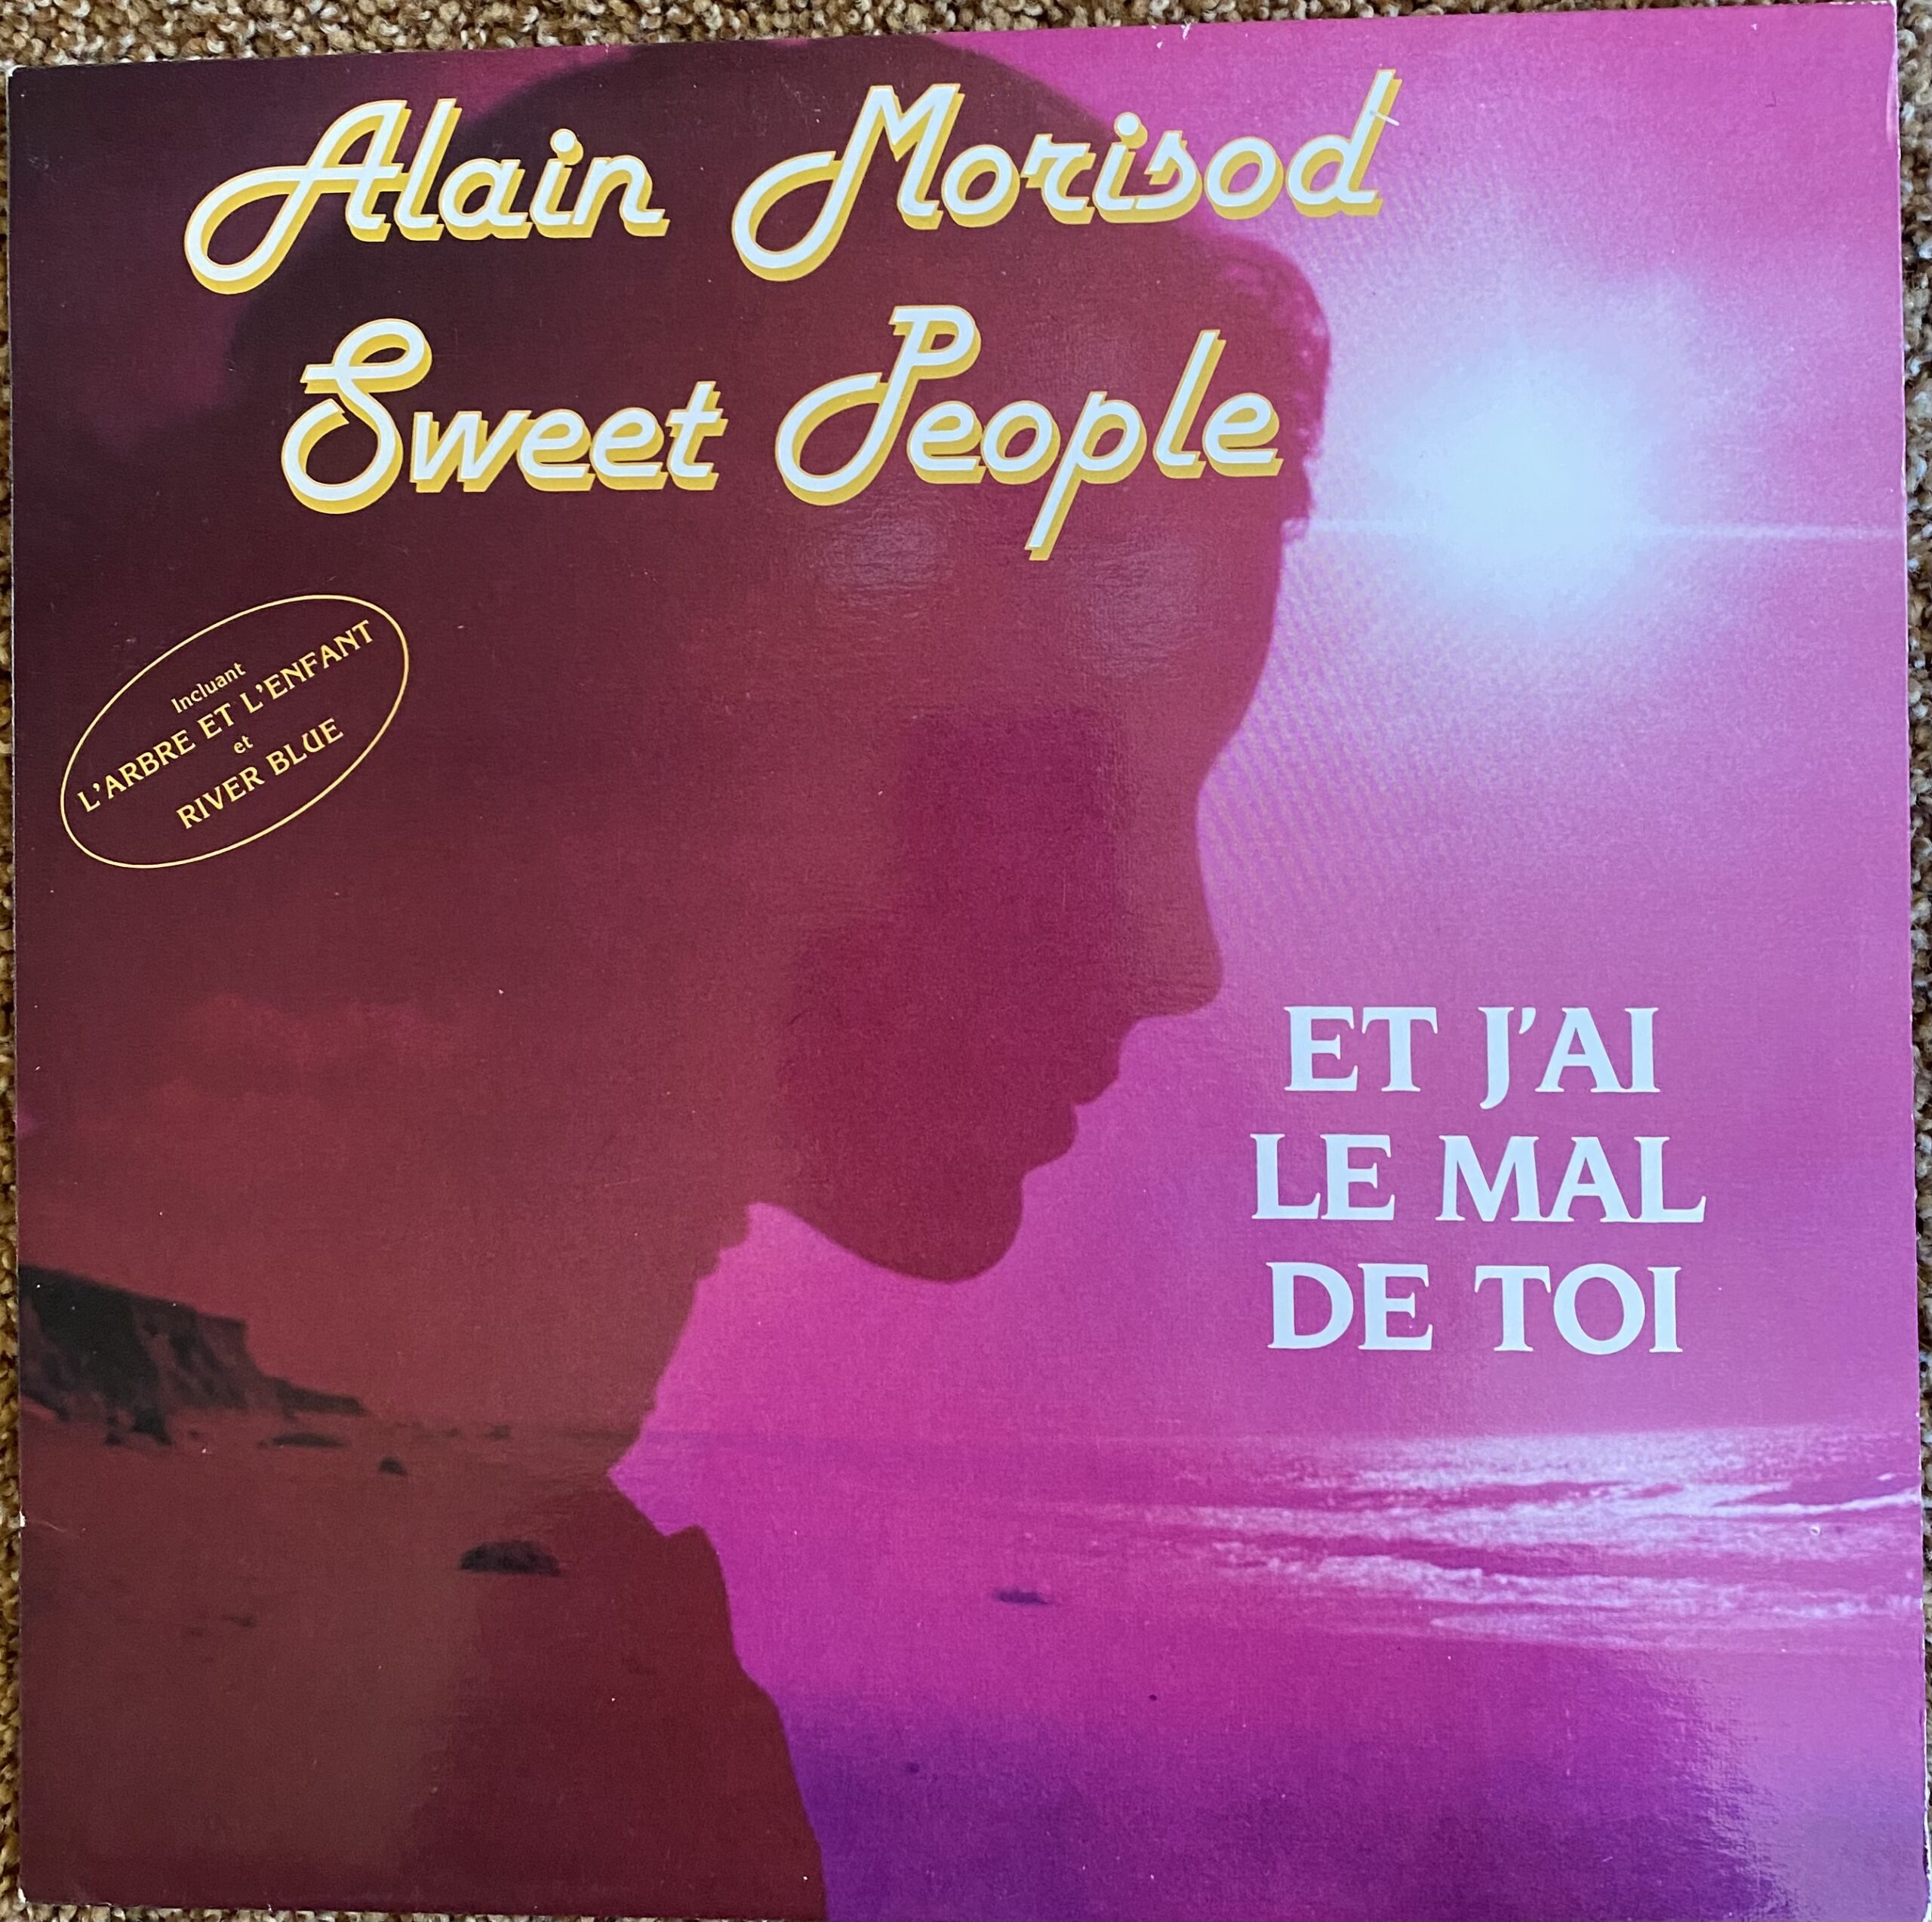 Alain Morisod
Sweet People
Incluant
L'ARBRE ET L'ENFANT
et
RIVER BLUE
ET J'AI
LE MAL
DE TOI